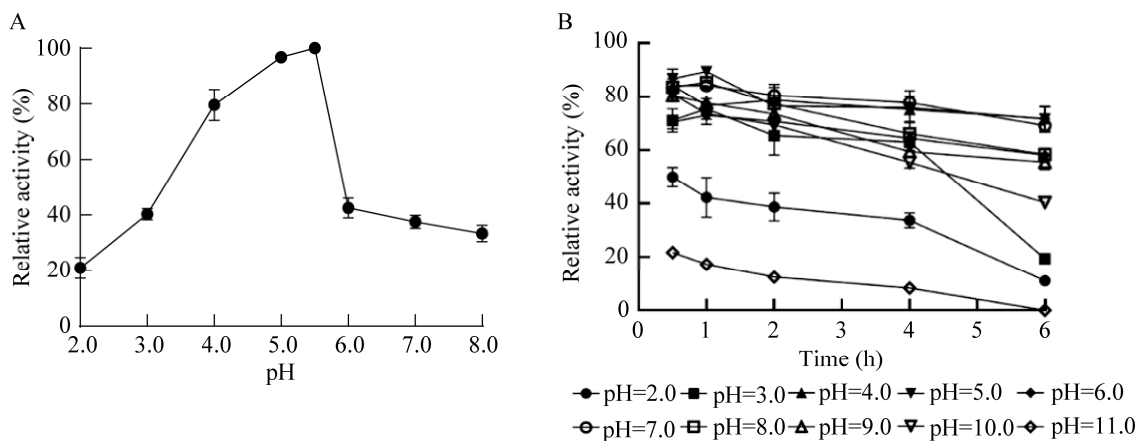 A
Relative activity (%)
100
80
60
40
20
0
2.0 3.0 4.0 5.0 6.0 7.0 8.0
pH
B
Relative activity (%)
100
80
60
40
20
0
0 1 2 3 4 5 6
Time (h)
pH=2.0 pH=3.0 pH=4.0 pH=5.0 pH=6.0
pH=7.0 pH=8.0 pH=9.0 pH=10.0 pH=11.0